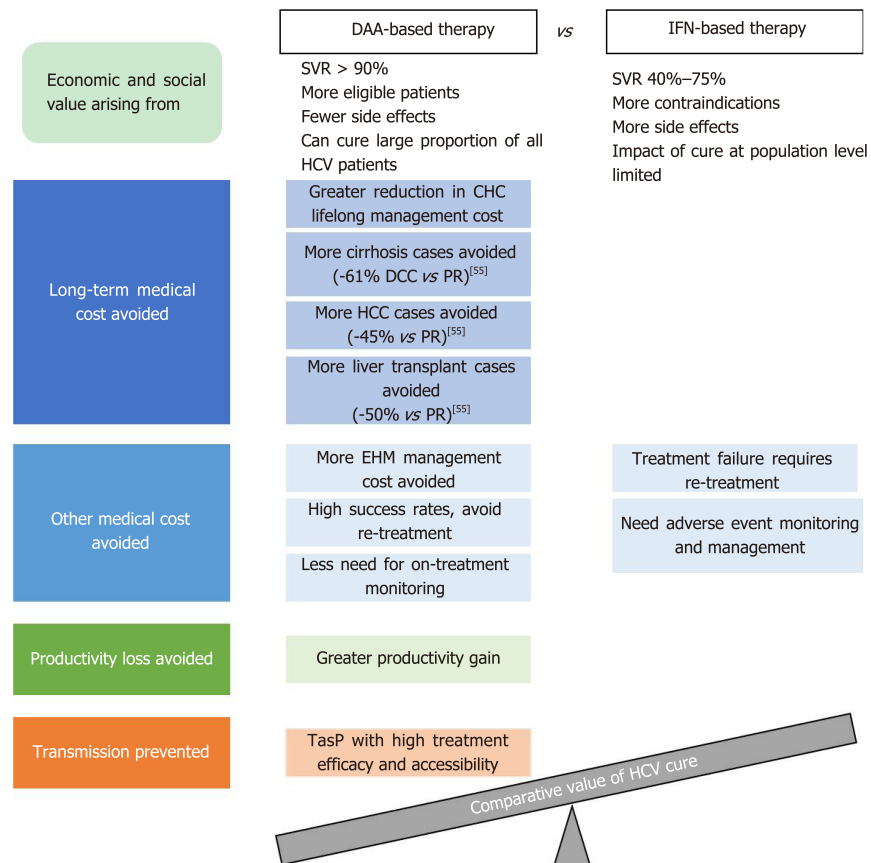 DAA-based therapy
vs
IFN-based therapy
Economic and social
value arising from
SVR > 90%
More eligible patients
Fewer side effects
Can cure large proportion of all
HCV patients
SVR 40%–75%
More contraindications
More side effects
Impact of cure at population level
limited
Long-term medical
cost avoided
Greater reduction in CHC
lifelong management cost
More cirrhosis cases avoided
(-61% DCC vs PR)[55]
More HCC cases avoided
(-45% vs PR)[55]
More liver transplant cases
avoided
(-50% vs PR)[55]
Other medical cost
avoided
More EHM management
cost avoided
High success rates, avoid
re-treatment
Less need for on-treatment
monitoring
Treatment failure requires
re-treatment
Need adverse event monitoring
and management
Productivity loss avoided
Greater productivity gain
Transmission prevented
TasP with high treatment
efficacy and accessibility
Comparative value of HCV cure